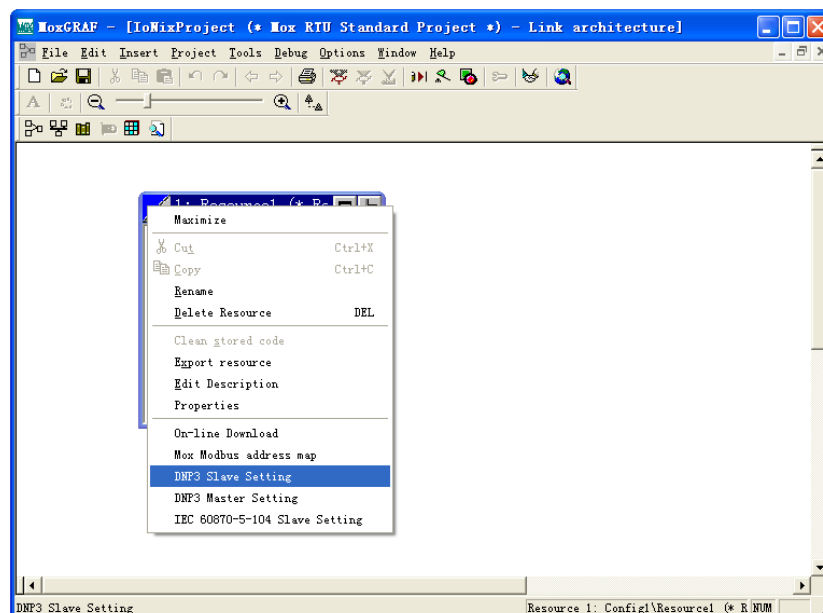 MoxGRAF - [IoNixProject (* Mox RTU Standard Project *) - Link architecture]
File Edit Insert Project Tools Debug Options Window Help
1: Resource1 (* Re
Maximize
Cut Ctrl+X
Copy Ctrl+C
Rename
Delete Resource DEL
Clean stored code
Export resource
Edit Description
Properties
On-line Download
Mox Modbus address map
DNP3 Slave Setting
DNP3 Master Setting
IEC 60870-5-104 Slave Setting
DNP3 Slave Setting Resource 1: Config1\Resource1 (* R NUM